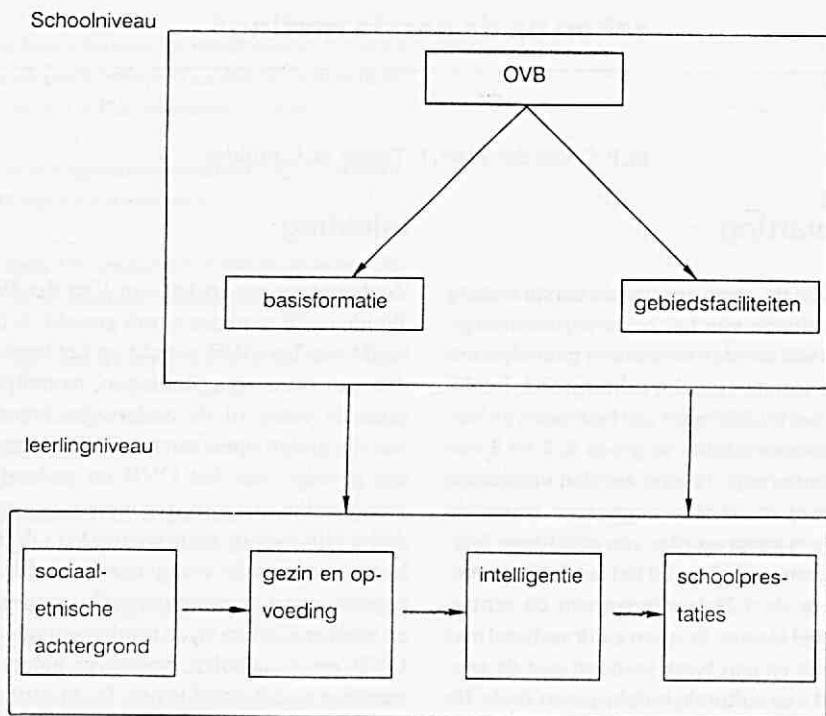 Schoolniveau
OVB
basisformatie
gebiedsfaciliteiten
leerlingniveau
sociaal-
etnische
achtergrond
gezin en op-
voeding
intelligentie
schoolpres-
taties